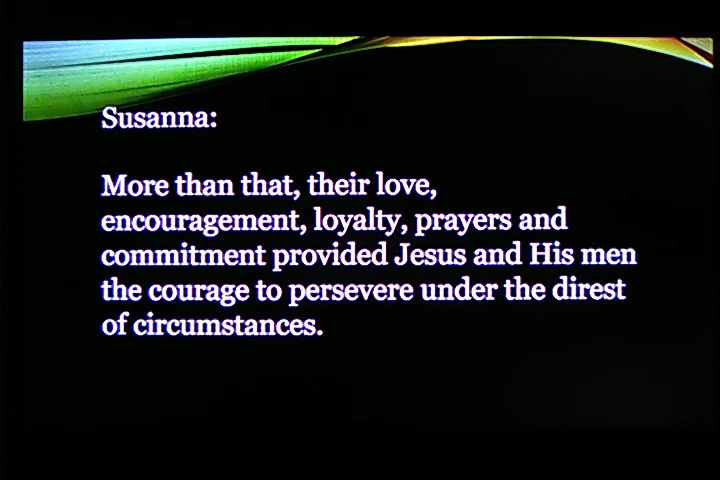 Susanna:
More than that, their love,
encouragement, loyalty, prayers and
commitment provided Jesus and His men
the courage to persevere under the direst
of circumstances.